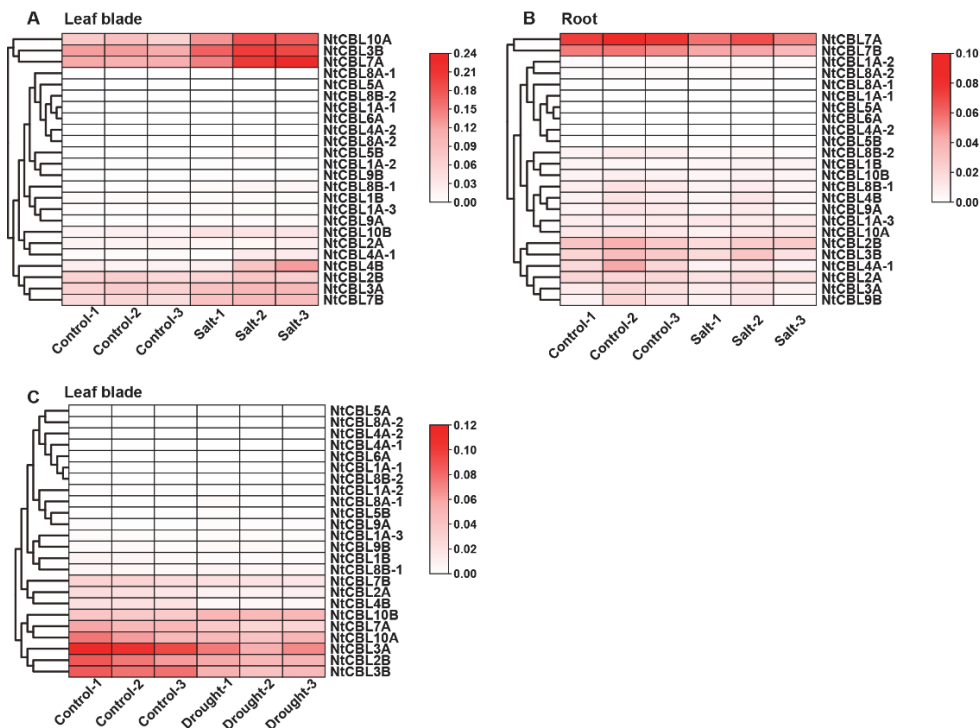 A Leaf blade
NtCBL10A
NtCBL3B
NtCBL7A
NtCBL8A-1
NtCBL5A
NtCBL8B-2
NtCBL1A-1
NtCBL6A
NtCBL4A-2
NtCBL8A-2
NtCBL5B
NtCBL1A-2
NtCBL9B
NtCBL8B-1
NtCBL1B
NtCBL1A-3
NtCBL9A
NtCBL10B
NtCBL2A
NtCBL4A-1
NtCBL4B
NtCBL2B
NtCBL3A
NtCBL7B
Control-1
Control-2
Control-3
Salt-1
Salt-2
Salt-3
0.24
0.21
0.18
0.15
0.12
0.09
0.06
0.03
0.00
B Root
NtCBL7A
NtCBL7B
NtCBL1A-2
NtCBL8A-2
NtCBL8A-1
NtCBL1A-1
NtCBL5A
NtCBL6A
NtCBL4A-2
NtCBL5B
NtCBL8B-2
NtCBL1B
NtCBL10B
NtCBL8B-1
NtCBL4B
NtCBL9A
NtCBL1A-3
NtCBL10A
NtCBL2B
NtCBL3B
NtCBL4A-1
NtCBL2A
NtCBL3A
NtCBL9B
Control-1
Control-2
Control-3
Salt-1
Salt-2
Salt-3
0.10
0.08
0.06
0.04
0.02
0.00
C Leaf blade
NtCBL5A
NtCBL8A-2
NtCBL4A-2
NtCBL4A-1
NtCBL6A
NtCBL1A-1
NtCBL8B-2
NtCBL1A-2
NtCBL8A-1
NtCBL5B
NtCBL9A
NtCBL1A-3
NtCBL9B
NtCBL1B
NtCBL8B-1
NtCBL7B
NtCBL2A
NtCBL4B
NtCBL10B
NtCBL7A
NtCBL10A
NtCBL3A
NtCBL2B
NtCBL3B
Control-1
Control-2
Control-3
Drought-1
Drought-2
Drought-3
0.12
0.10
0.08
0.06
0.04
0.02
0.00